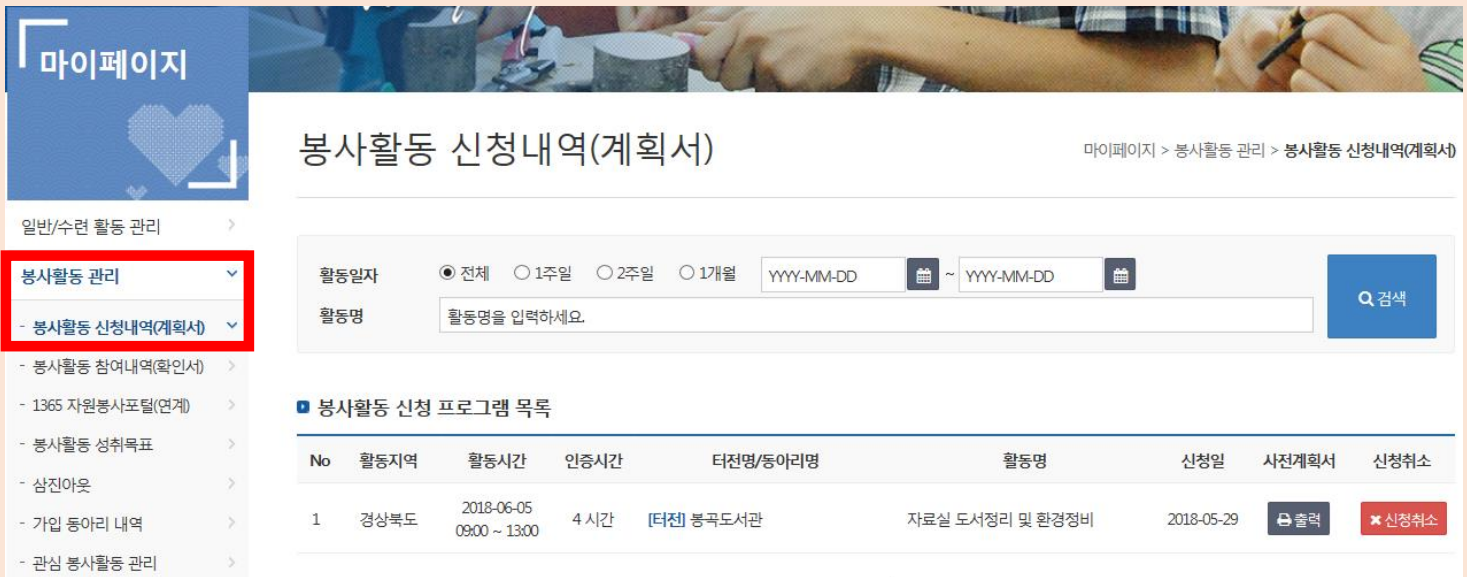 마이페이지
일반/수련 활동 관리
봉사활동 관리
- 봉사활동 신청내역(계획서)
- 봉사활동 참여내역(확인서)
- 1365 자원봉사포털(연계)
- 봉사활동 성취목표
- 삼진아웃
- 가입 동아리 내역
- 관심 봉사활동 관리
봉사활동 신청내역(계획서)
마이페이지 > 봉사활동 관리 > 봉사활동 신청내역(계획서)
활동일자 전체 1주일 2주일 1개월 YYYY-MM-DD ~ YYYY-MM-DD
활동명 활동명을 입력하세요.
검색
봉사활동 신청 프로그램 목록
No 활동지역 활동시간 인증시간 터전명/동아리명 활동명 신청일 사전계획서 신청취소
1 경상북도 2018-06-05 09:00 ~ 13:00 4 시간 [터전] 봉곡도서관 자료실 도서정리 및 환경정비 2018-05-29 출력 신청취소